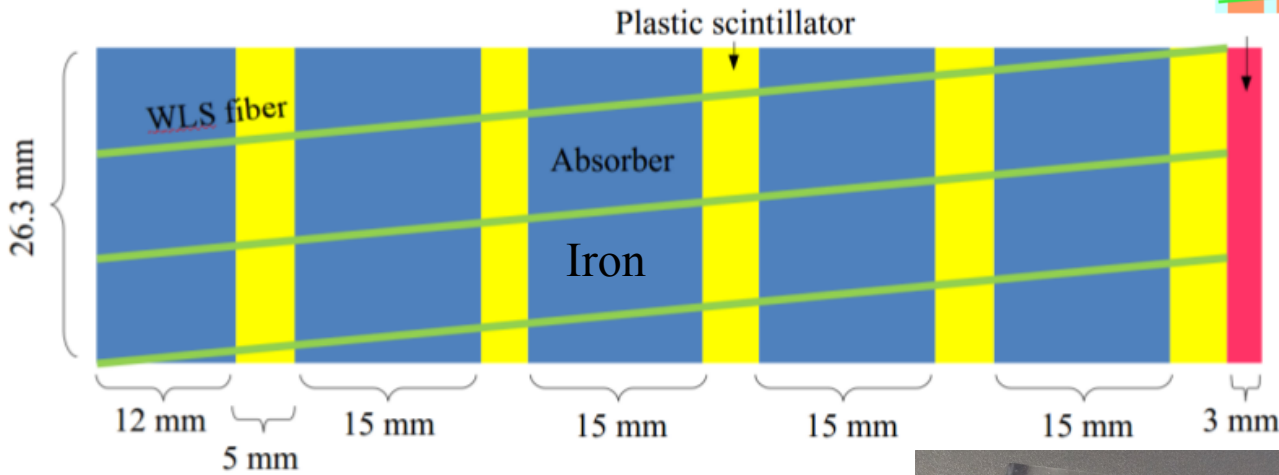 Plastic scintillator
WLS fiber
Absorber
Iron
26.3 mm
12 mm
5 mm
15 mm
15 mm
15 mm
15 mm
3 mm